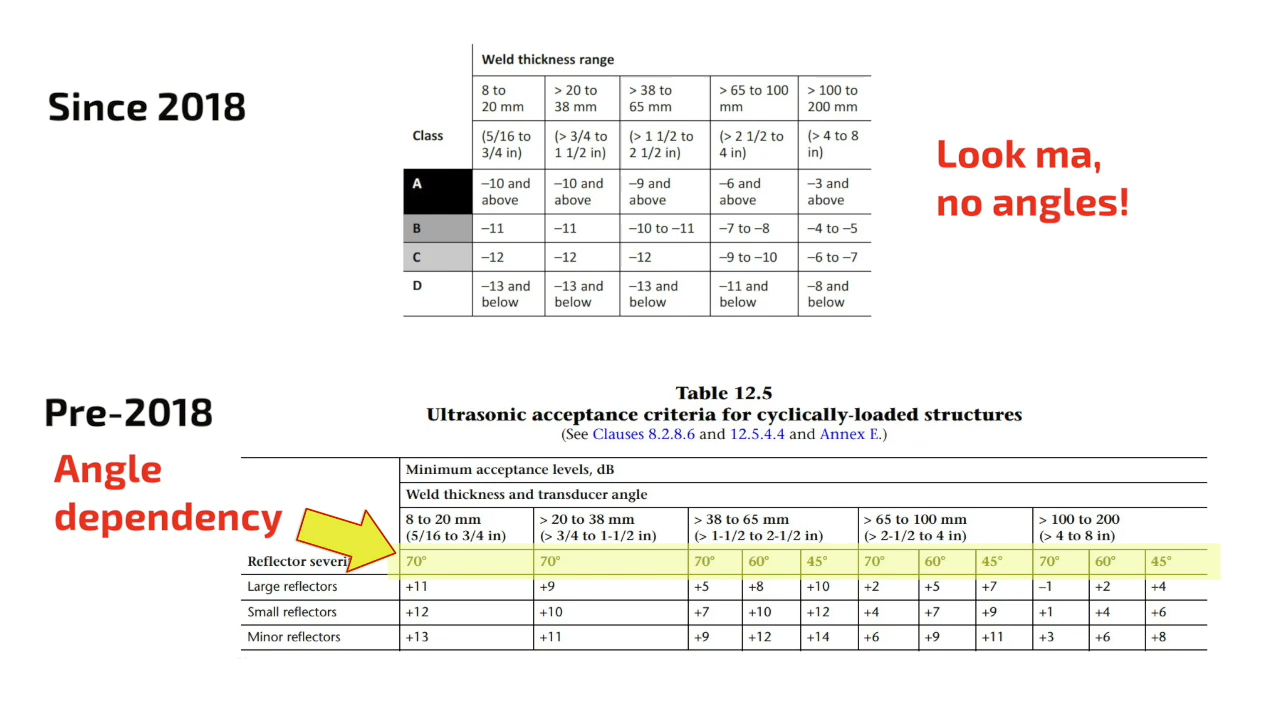 Since 2018
Weld thickness range
Class
8 to 20 mm
> 20 to 38 mm
> 38 to 65 mm
> 65 to 100 mm
> 100 to 200 mm
(5/16 to 3/4 in)
(> 3/4 to 1 1/2 in)
(> 1 1/2 to 2 1/2 in)
(> 2 1/2 to 4 in)
(> 4 to 8 in)
A –10 and above –10 and above –9 and above –6 and above –3 and above
B –11 –11 –10 to –11 –7 to –8 –4 to –5
C –12 –12 –12 –9 to –10 –6 to –7
D –13 and below –13 and below –13 and below –11 and below –8 and below
Look ma,
no angles!
Pre-2018
Angle
dependency
Table 12.5
Ultrasonic acceptance criteria for cyclically-loaded structures
(See Clauses 8.2.8.6 and 12.5.4.4 and Annex E.)
Minimum acceptance levels, dB
Weld thickness and transducer angle
8 to 20 mm > 20 to 38 mm > 38 to 65 mm > 65 to 100 mm > 100 to 200
(5/16 to 3/4 in) (> 3/4 to 1-1/2 in) (> 1-1/2 to 2-1/2 in) (> 2-1/2 to 4 in) (> 4 to 8 in)
Reflector severi 70° 70° 70° 60° 45° 70° 60° 45° 70° 60° 45°
Large reflectors +11 +9 +5 +8 +10 +2 +5 +7 –1 +2 +4
Small reflectors +12 +10 +7 +10 +12 +4 +7 +9 +1 +4 +6
Minor reflectors +13 +11 +9 +12 +14 +6 +9 +11 +3 +6 +8